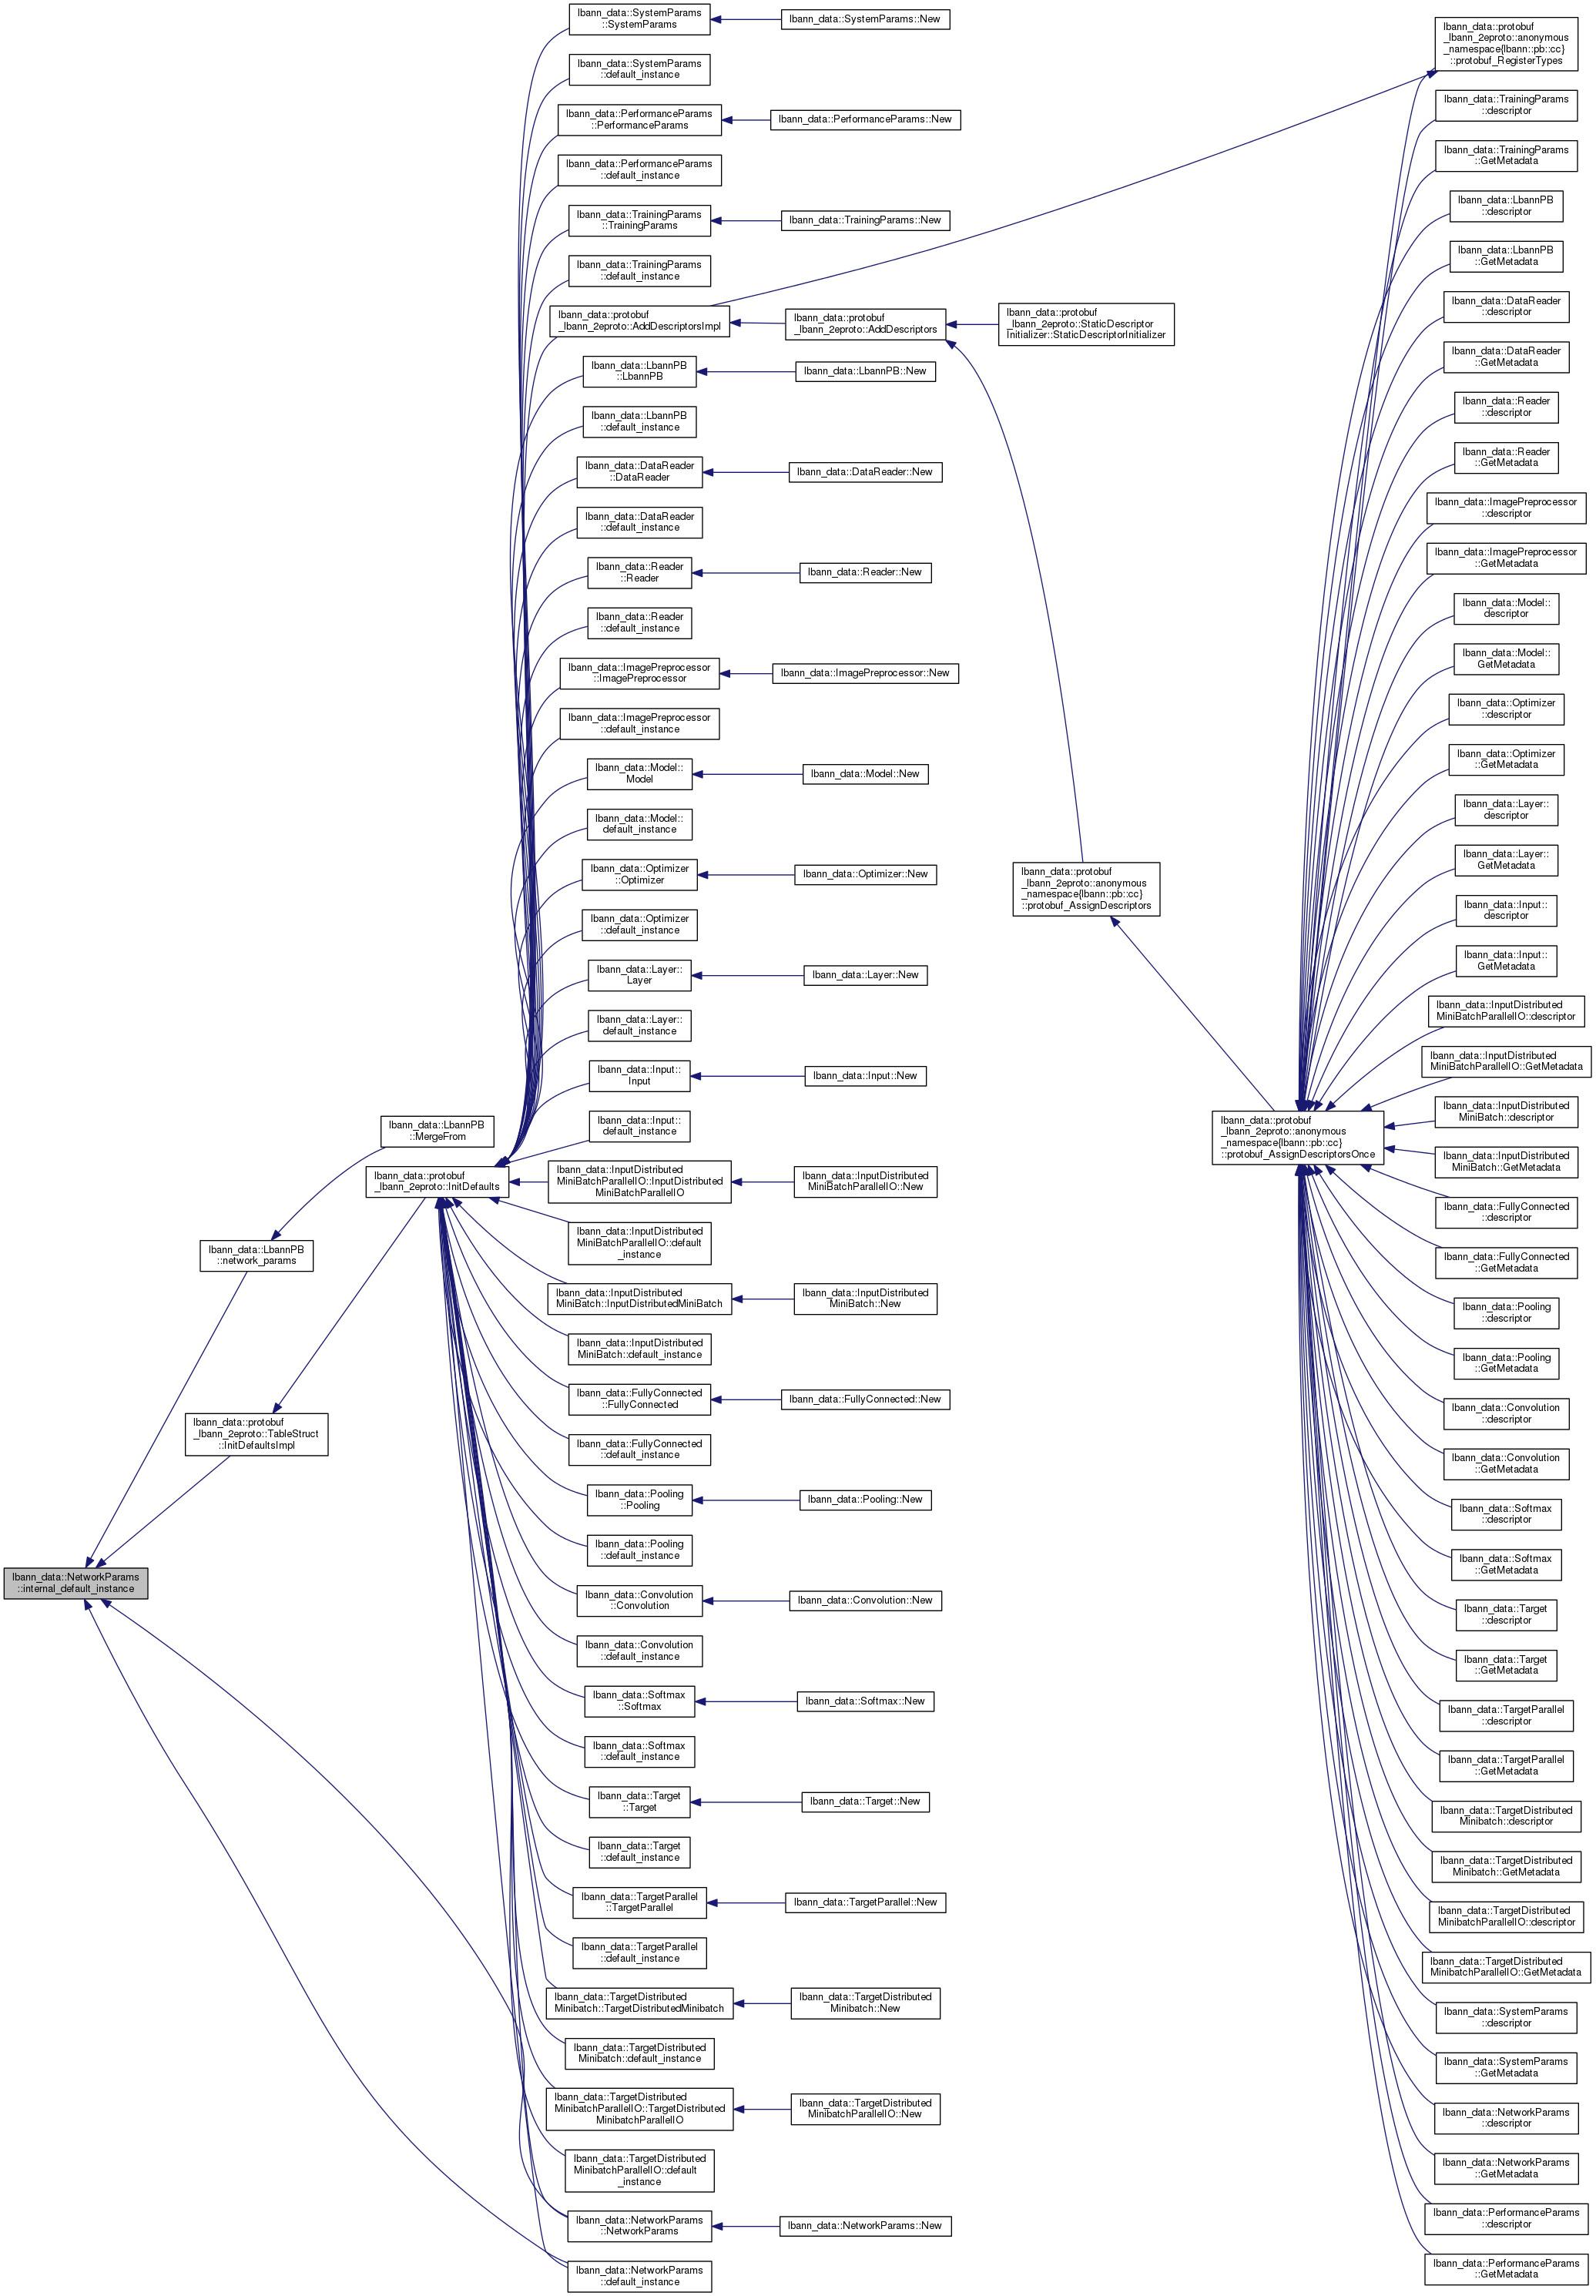 lbann_data::NetworkParams
::internal_default_instance
lbann_data::LbannPB
::network_params
lbann_data::protobuf
_lbann_2eproto::TableStruct
::InitDefaultsImpl
lbann_data::LbannPB
::MergeFrom
lbann_data::protobuf
_lbann_2eproto::InitDefaults
lbann_data::SystemParams
::SystemParams
lbann_data::SystemParams
::default_instance
lbann_data::PerformanceParams
::PerformanceParams
lbann_data::PerformanceParams
::default_instance
lbann_data::TrainingParams
::TrainingParams
lbann_data::TrainingParams
::default_instance
lbann_data::protobuf
_lbann_2eproto::AddDescriptorsImpl
lbann_data::LbannPB
::LbannPB
lbann_data::LbannPB
::default_instance
lbann_data::DataReader
::DataReader
lbann_data::DataReader
::default_instance
lbann_data::Reader
::Reader
lbann_data::Reader
::default_instance
lbann_data::ImagePreprocessor
::ImagePreprocessor
lbann_data::ImagePreprocessor
::default_instance
lbann_data::Model::
Model
lbann_data::Model::
default_instance
lbann_data::Optimizer
::Optimizer
lbann_data::Optimizer
::default_instance
lbann_data::Layer::
Layer
lbann_data::Layer::
default_instance
lbann_data::Input::
Input
lbann_data::Input::
default_instance
lbann_data::InputDistributed
MiniBatchParallelIO::InputDistributed
MiniBatchParallelIO
lbann_data::InputDistributed
MiniBatchParallelIO::default
_instance
lbann_data::InputDistributed
MiniBatch::InputDistributedMiniBatch
lbann_data::InputDistributed
MiniBatch::default_instance
lbann_data::FullyConnected
::FullyConnected
lbann_data::FullyConnected
::default_instance
lbann_data::Pooling
::Pooling
lbann_data::Pooling
::default_instance
lbann_data::Convolution
::Convolution
lbann_data::Convolution
::default_instance
lbann_data::Softmax
::Softmax
lbann_data::Softmax
::default_instance
lbann_data::Target
::Target
lbann_data::Target
::default_instance
lbann_data::TargetParallel
::TargetParallel
lbann_data::TargetParallel
::default_instance
lbann_data::TargetDistributed
Minibatch::TargetDistributedMinibatch
lbann_data::TargetDistributed
Minibatch::default_instance
lbann_data::TargetDistributed
MinibatchParallelIO::TargetDistributed
MinibatchParallelIO
lbann_data::TargetDistributed
MinibatchParallelIO::default
_instance
lbann_data::NetworkParams
::NetworkParams
lbann_data::NetworkParams
::default_instance
lbann_data::SystemParams::New
lbann_data::PerformanceParams::New
lbann_data::TrainingParams::New
lbann_data::protobuf
_lbann_2eproto::AddDescriptors
lbann_data::LbannPB::New
lbann_data::DataReader::New
lbann_data::Reader::New
lbann_data::ImagePreprocessor::New
lbann_data::Model::New
lbann_data::Optimizer::New
lbann_data::Layer::New
lbann_data::Input::New
lbann_data::InputDistributed
MiniBatchParallelIO::New
lbann_data::InputDistributed
MiniBatch::New
lbann_data::FullyConnected::New
lbann_data::Pooling::New
lbann_data::Convolution::New
lbann_data::Softmax::New
lbann_data::Target::New
lbann_data::TargetParallel::New
lbann_data::TargetDistributed
Minibatch::New
lbann_data::TargetDistributed
MinibatchParallelIO::New
lbann_data::NetworkParams::New
lbann_data::protobuf
_lbann_2eproto::StaticDescriptor
Initializer::StaticDescriptorInitializer
lbann_data::protobuf
_lbann_2eproto::anonymous
_namespace{lbann::pb::cc}
::protobuf_AssignDescriptors
lbann_data::protobuf
_lbann_2eproto::anonymous
_namespace{lbann::pb::cc}
::protobuf_AssignDescriptorsOnce
lbann_data::protobuf
_lbann_2eproto::anonymous
_namespace{lbann::pb::cc}
::protobuf_RegisterTypes
lbann_data::TrainingParams
::descriptor
lbann_data::TrainingParams
::GetMetadata
lbann_data::LbannPB
::descriptor
lbann_data::LbannPB
::GetMetadata
lbann_data::DataReader
::descriptor
lbann_data::DataReader
::GetMetadata
lbann_data::Reader
::descriptor
lbann_data::Reader
::GetMetadata
lbann_data::ImagePreprocessor
::descriptor
lbann_data::ImagePreprocessor
::GetMetadata
lbann_data::Model::
descriptor
lbann_data::Model::
GetMetadata
lbann_data::Optimizer
::descriptor
lbann_data::Optimizer
::GetMetadata
lbann_data::Layer::
descriptor
lbann_data::Layer::
GetMetadata
lbann_data::Input::
descriptor
lbann_data::Input::
GetMetadata
lbann_data::InputDistributed
MiniBatchParallelIO::descriptor
lbann_data::InputDistributed
MiniBatchParallelIO::GetMetadata
lbann_data::InputDistributed
MiniBatch::descriptor
lbann_data::InputDistributed
MiniBatch::GetMetadata
lbann_data::FullyConnected
::descriptor
lbann_data::FullyConnected
::GetMetadata
lbann_data::Pooling
::descriptor
lbann_data::Pooling
::GetMetadata
lbann_data::Convolution
::descriptor
lbann_data::Convolution
::GetMetadata
lbann_data::Softmax
::descriptor
lbann_data::Softmax
::GetMetadata
lbann_data::Target
::descriptor
lbann_data::Target
::GetMetadata
lbann_data::TargetParallel
::descriptor
lbann_data::TargetParallel
::GetMetadata
lbann_data::TargetDistributed
Minibatch::descriptor
lbann_data::TargetDistributed
Minibatch::GetMetadata
lbann_data::TargetDistributed
MinibatchParallelIO::descriptor
lbann_data::TargetDistributed
MinibatchParallelIO::GetMetadata
lbann_data::SystemParams
::descriptor
lbann_data::SystemParams
::GetMetadata
lbann_data::NetworkParams
::descriptor
lbann_data::NetworkParams
::GetMetadata
lbann_data::PerformanceParams
::descriptor
lbann_data::PerformanceParams
::GetMetadata